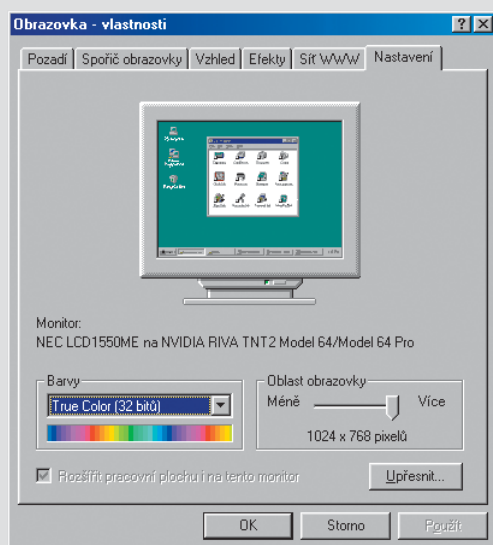 Obrazovka - vlastnosti
Pozadí Spořič obrazovky Vzhled Efekty Síť WWW Nastavení
Monitor:
NEC LCD1550ME na NVIDIA RIVA TNT2 Model 64/Model 64 Pro
Barvy
True Color (32 bitů)
Oblast obrazovky
Méně Více
1024 x 768 pixelů
Rozšířit pracovní plochu i na tento monitor
Upřesnit...
OK Storno Použít